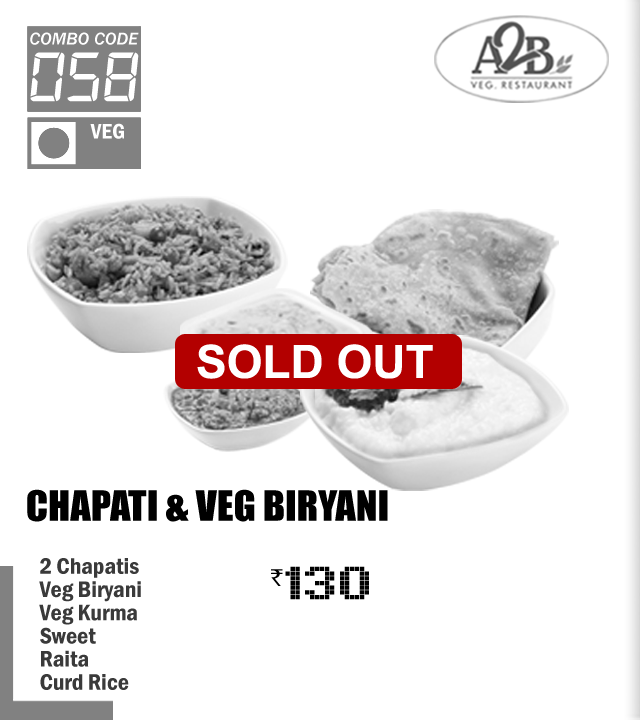 COMBO CODE
058
VEG
A2B
VEG. RESTAURANT
SOLD OUT
CHAPATI & VEG BIRYANI
2 Chapatis
Veg Biryani
Veg Kurma
Sweet
Raita
Curd Rice
₹130